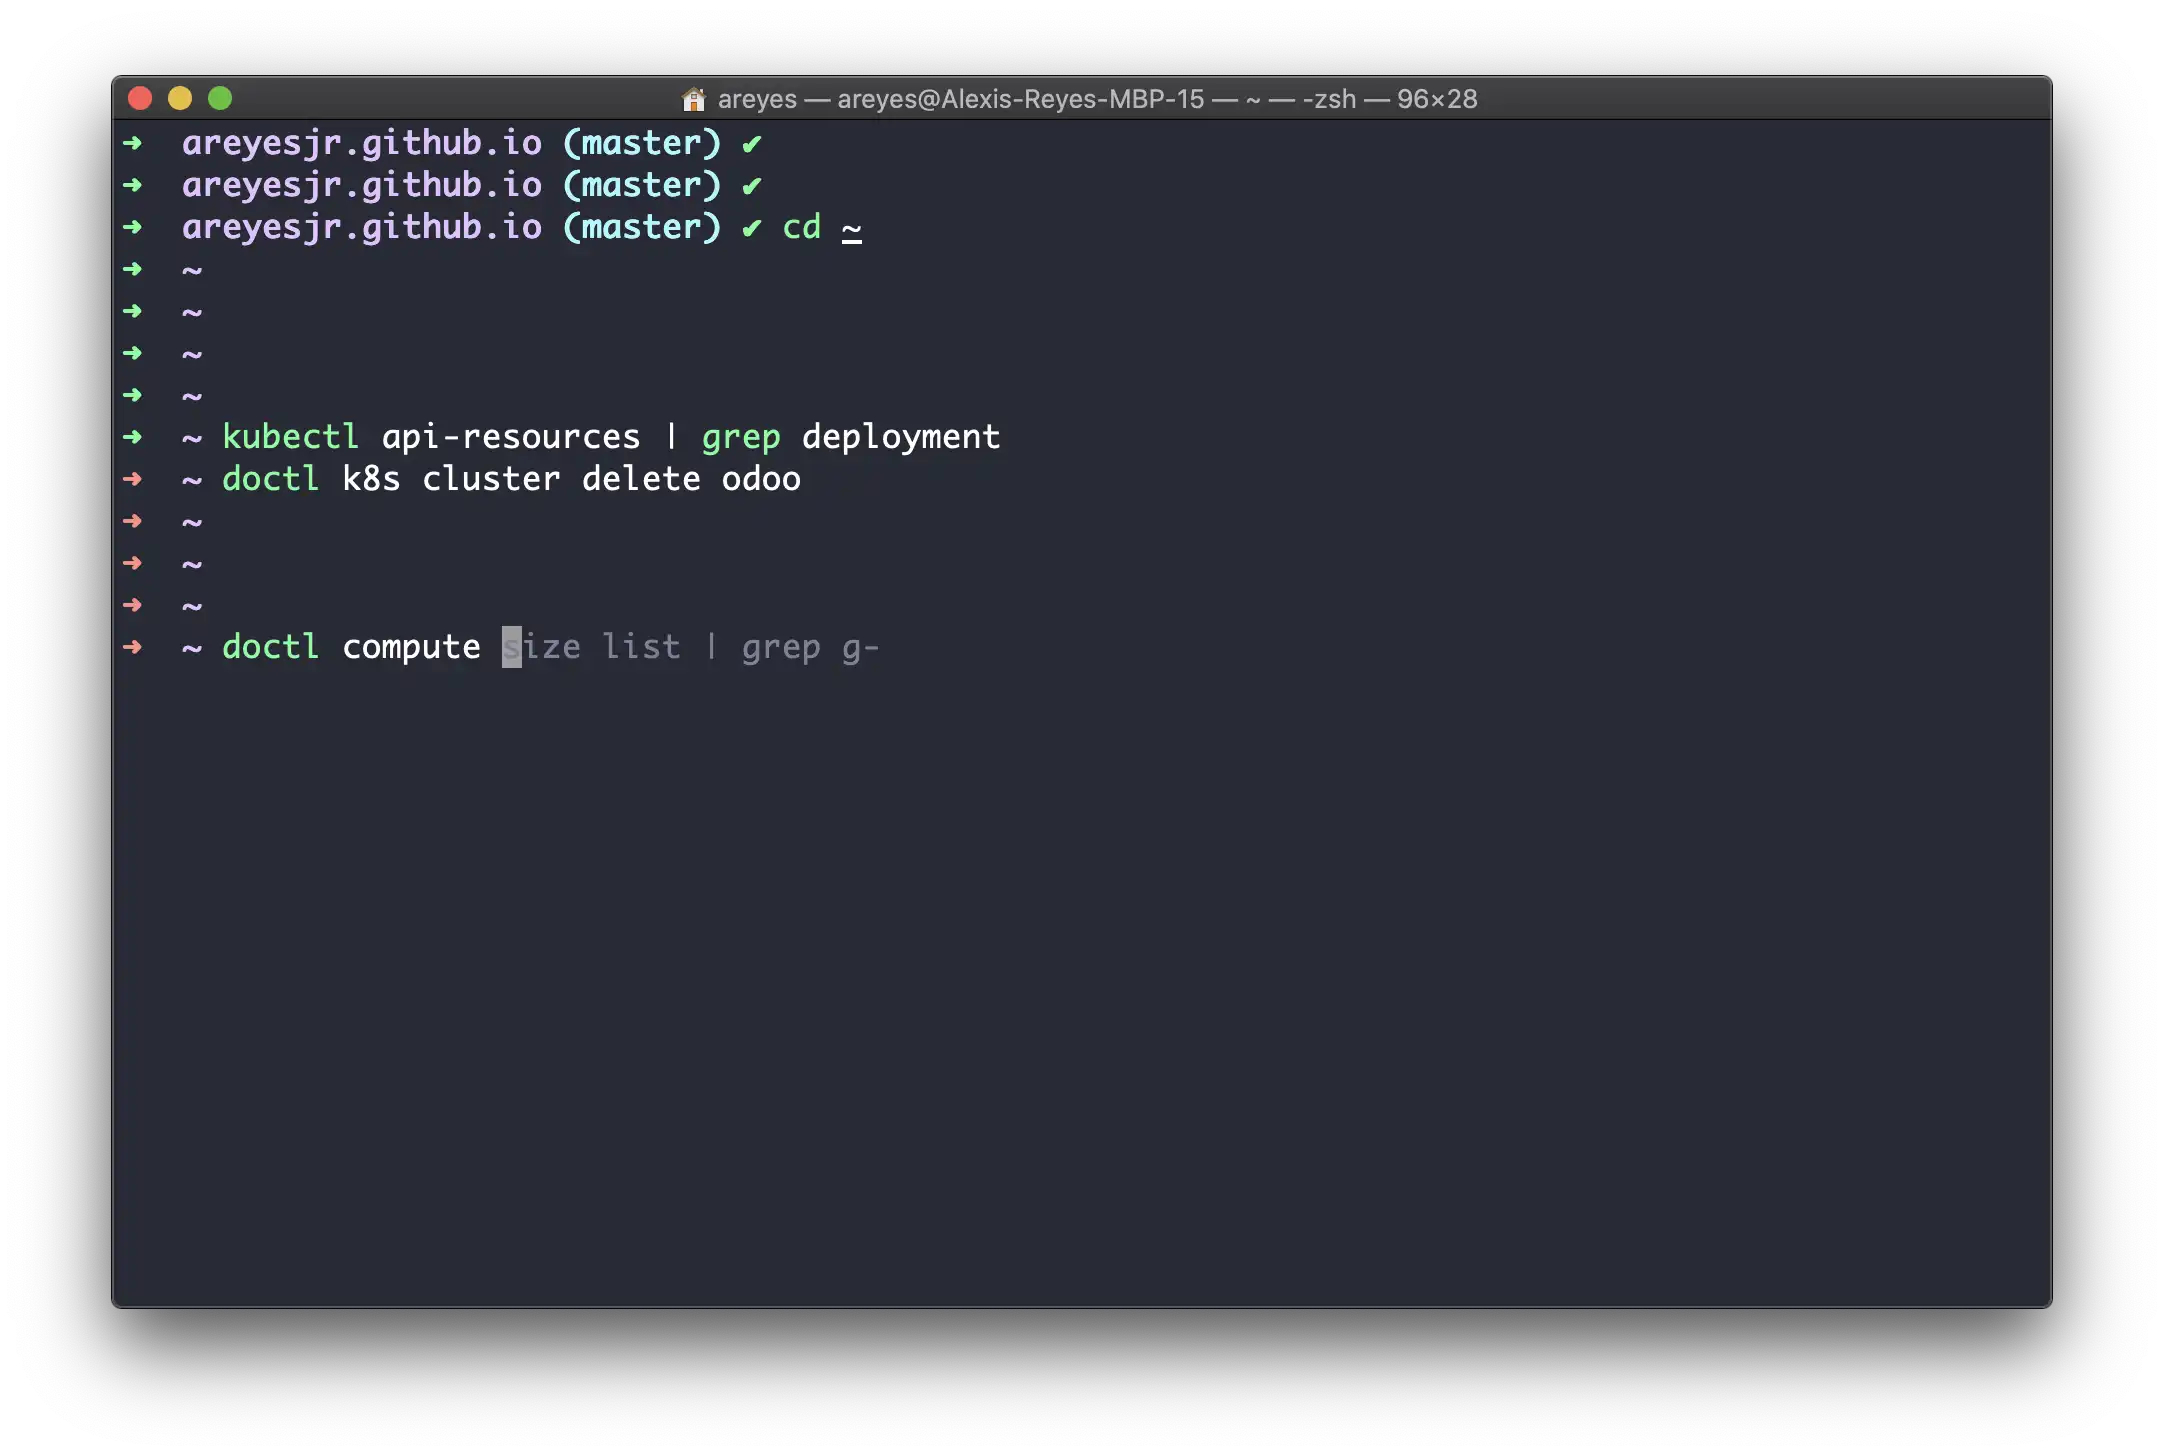 areyes — areyes@Alexis-Reyes-MBP-15 — ~ — -zsh — 96×28
➜  areyesjr.github.io (master) ✔
➜  areyesjr.github.io (master) ✔
➜  areyesjr.github.io (master) ✔ cd ~
➜  ~
➜  ~
➜  ~
➜  ~
➜  ~ kubectl api-resources | grep deployment
➜  ~ doctl k8s cluster delete odoo
➜  ~
➜  ~
➜  ~
➜  ~ doctl compute size list | grep g-